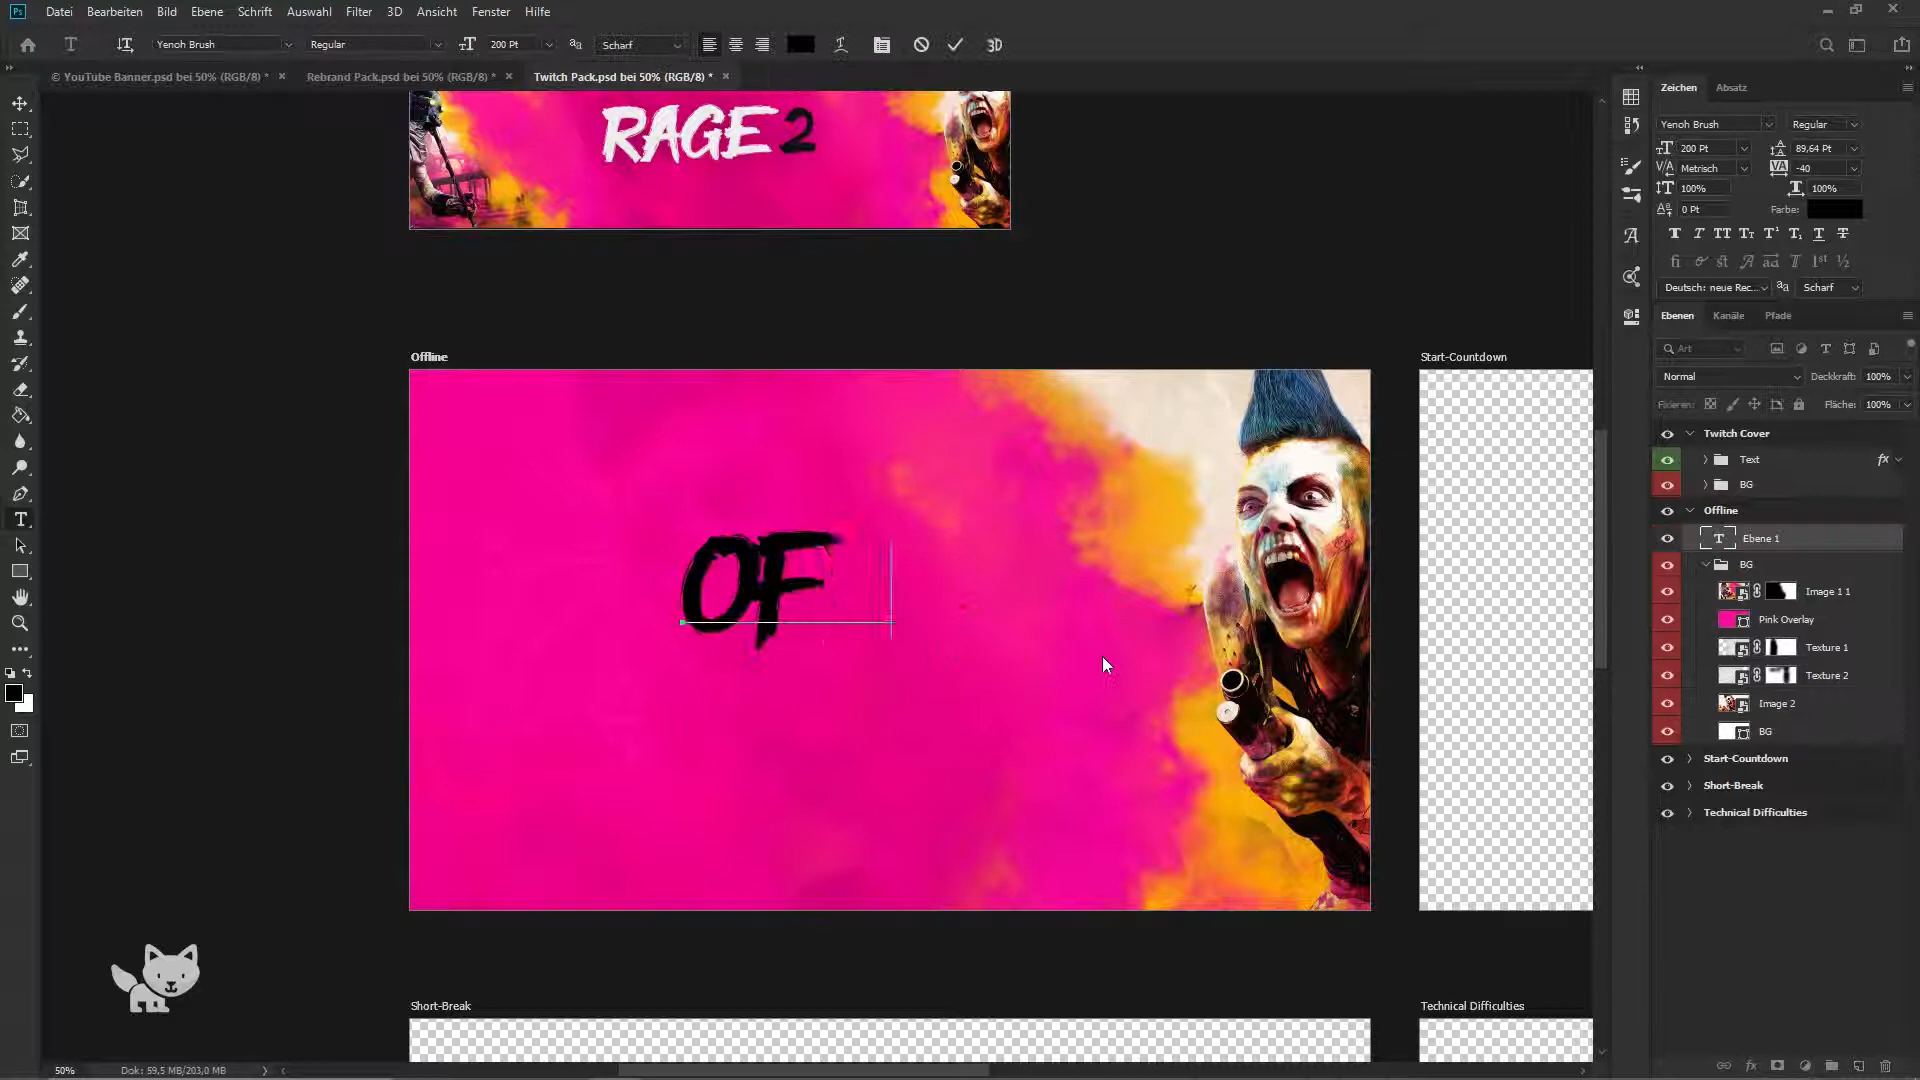 Ps Datei Bearbeiten Bild Ebene Schrift Auswahl Filter 3D Ansicht Fenster Hilfe
Yenoh Brush Regular 200 Pt Scharf 3D
© YouTube Banner.psd bei 50% (RGB/8) * Rebrand Pack.psd bei 50% (RGB/8) * Twitch Pack.psd bei 50% (RGB/8) *
RAGE 2
Offline
Start-Countdown
OF
Short-Break
Technical Difficulties
50% Dok: 59,5 MB/203,0 MB
Zeichen Absatz
Yenoh Brush Regular
200 Pt 89,64 Pt
Metrisch -40
100% 100%
0 Pt Farbe:
Deutsch: neue Rec... Scharf
Ebenen Kanäle Pfade
Art
Normal Deckkraft: 100%
Fixieren: Fläche: 100%
Twitch Cover
Text fx
BG
Offline
T Ebene 1
BG
Image 1 1
Pink Overlay
Texture 1
Texture 2
Image 2
BG
Start-Countdown
Short-Break
Technical Difficulties